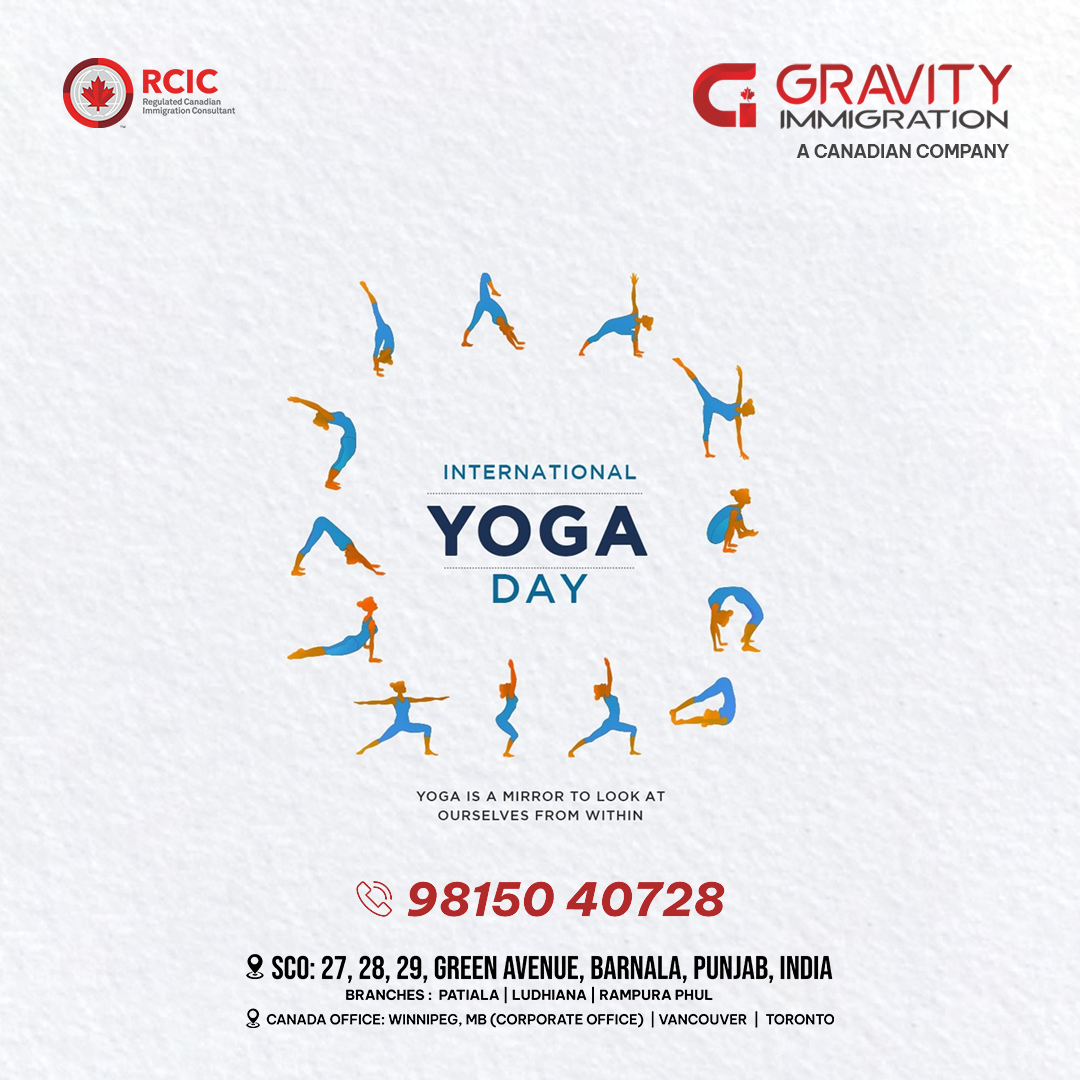 RCIC
Regulated Canadian
Immigration Consultant
GRAVITY
IMMIGRATION
A CANADIAN COMPANY
INTERNATIONAL
YOGA
DAY
YOGA IS A MIRROR TO LOOK AT
OURSELVES FROM WITHIN
98150 40728
SCO: 27, 28, 29, GREEN AVENUE, BARNALA, PUNJAB, INDIA
BRANCHES : PATIALA | LUDHIANA | RAMPURA PHUL
CANADA OFFICE: WINNIPEG, MB (CORPORATE OFFICE) | VANCOUVER | TORONTO